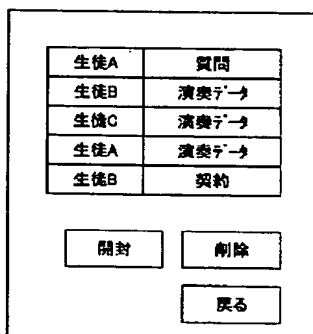 生徒A 質問
生徒B 演奏データ
生徒C 演奏データ
生徒A 演奏データ
生徒B 契約
開封 削除
戻る